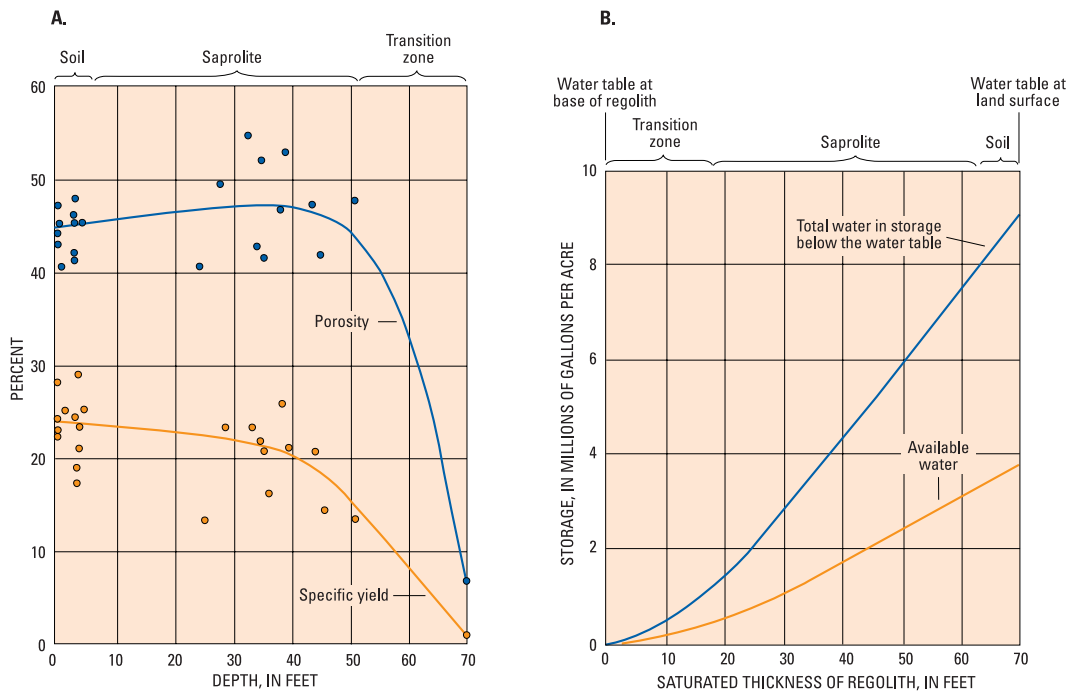 A.
Soil
Saprolite
Transition
zone
60
50
40
30
20
10
0
PERCENT
Porosity
Specific yield
0 10 20 30 40 50 60 70
DEPTH, IN FEET
B.
Water table at
base of regolith
Water table at
land surface
Transition
zone
Saprolite
Soil
10
8
6
4
2
0
STORAGE, IN MILLIONS OF GALLONS PER ACRE
Total water in storage
below the water table
Available
water
0 10 20 30 40 50 60 70
SATURATED THICKNESS OF REGOLITH, IN FEET